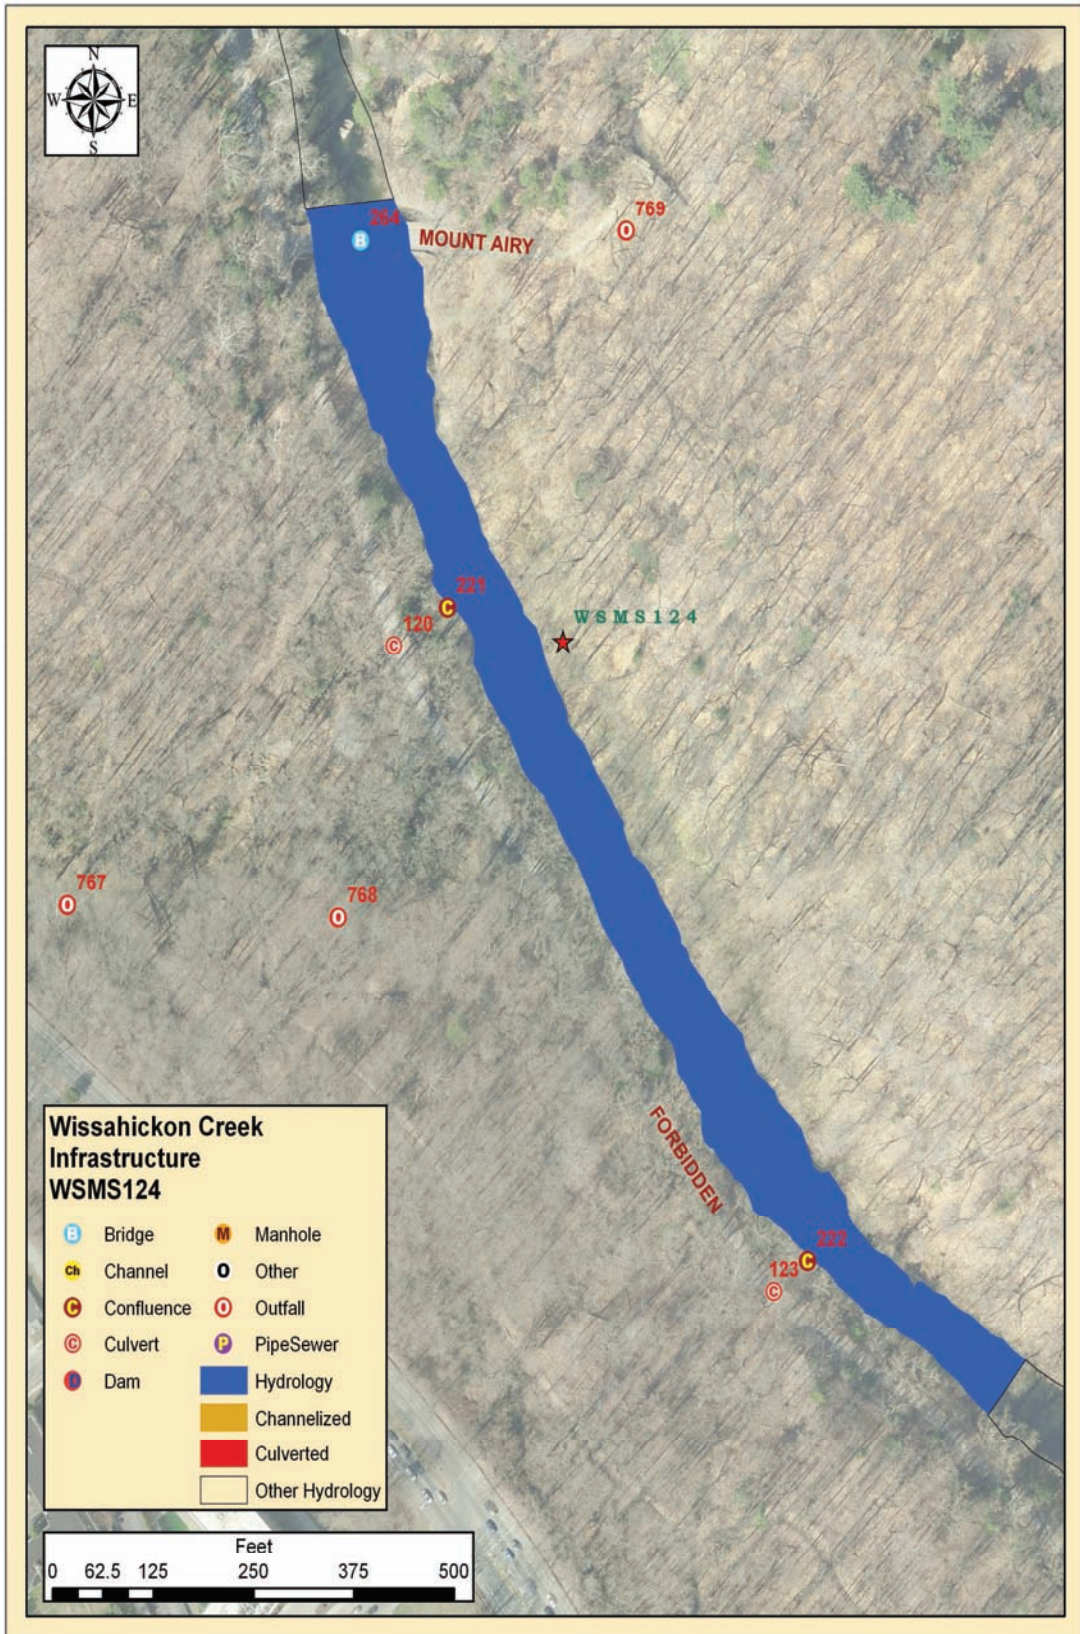 N
W E
S
264
769
B
O
MOUNT AIRY
221
C
120
C
WSMS124
767
O
768
O
FORBIDDEN
222
C
123
C
Wissahickon Creek
Infrastructure
WSMS124
B Bridge
M Manhole
Ch Channel
O Other
C Confluence
O Outfall
C Culvert
P PipeSewer
D Dam
Hydrology
Channelized
Culverted
Other Hydrology
Feet
0 62.5 125 250 375 500